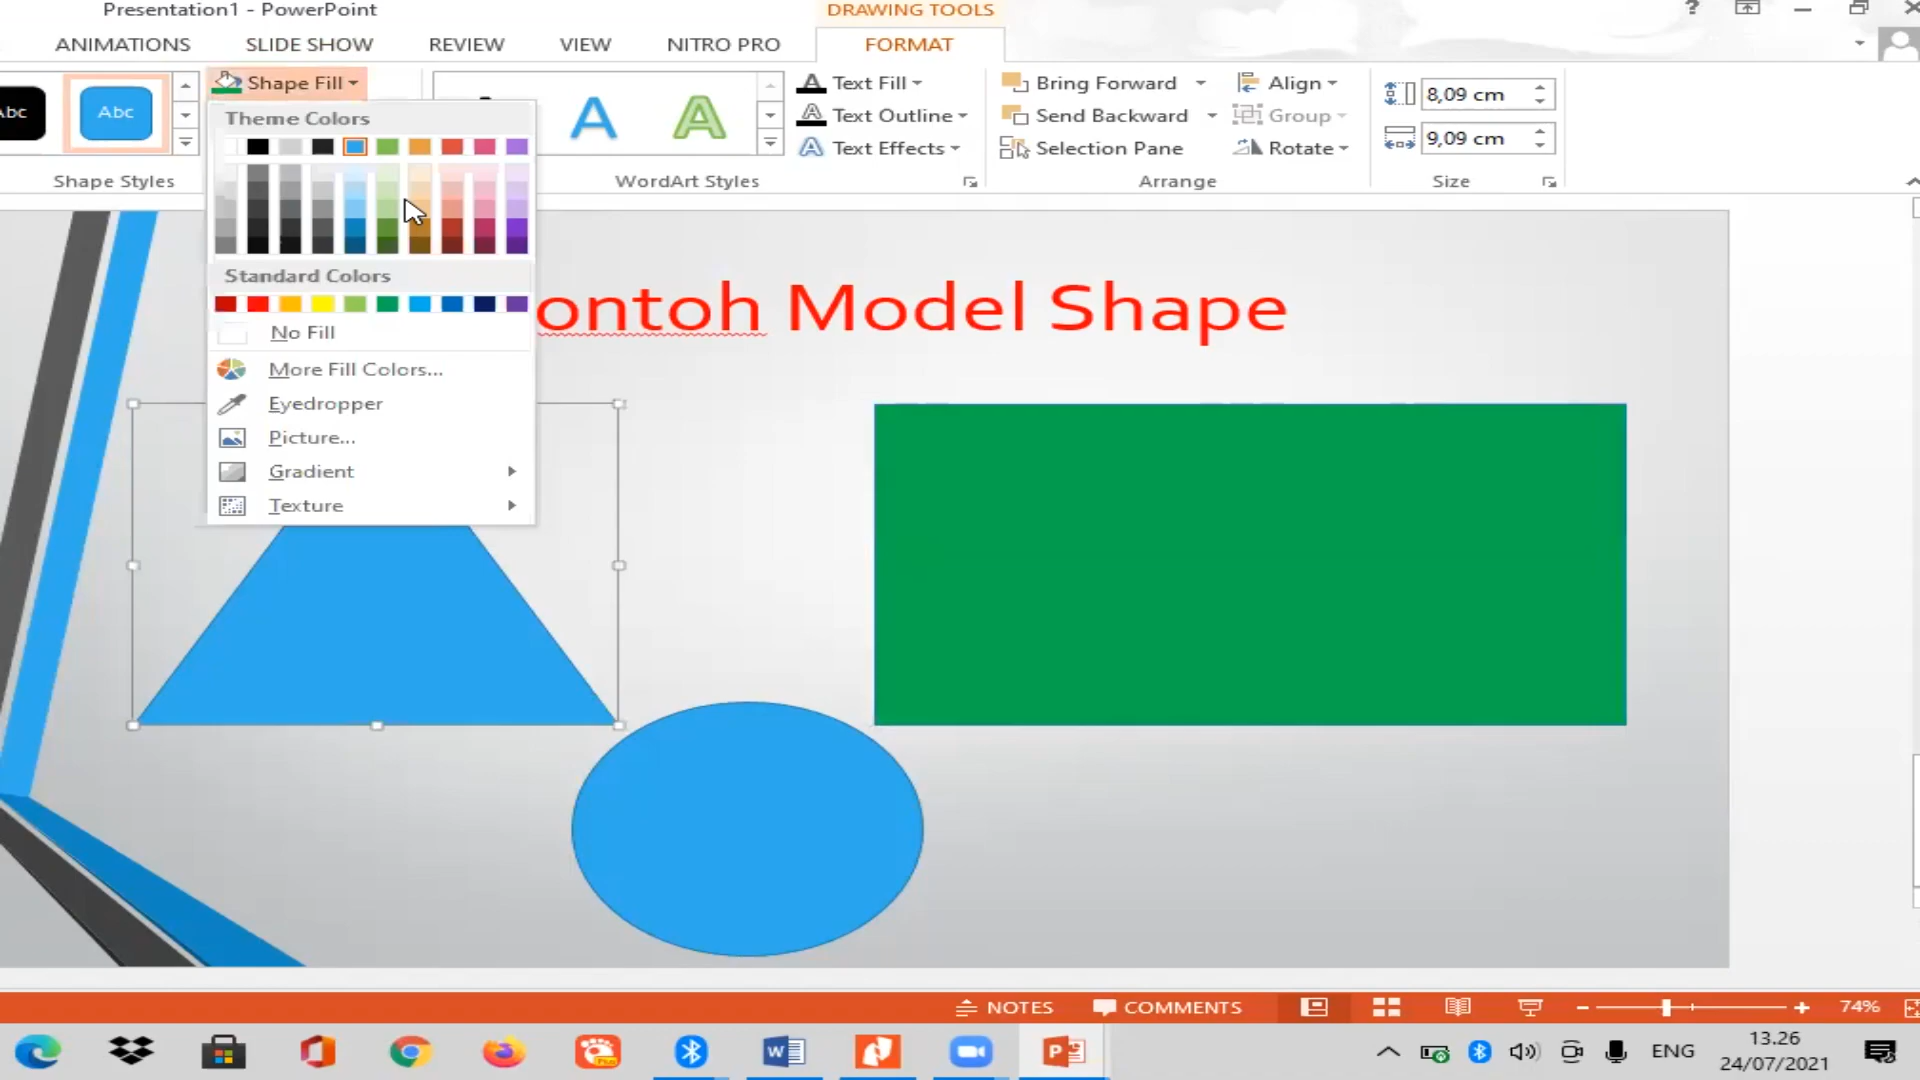 Presentation1 - PowerPoint
DRAWING TOOLS
?
ANIMATIONS
SLIDE SHOW
REVIEW
VIEW
NITRO PRO
FORMAT
Abc
Abc
Shape Fill
Text Fill
Text Outline
Text Effects
Bring Forward
Send Backward
Selection Pane
Align
Group
Rotate
8,09 cm
9,09 cm
Shape Styles
WordArt Styles
Arrange
Size
Theme Colors
Standard Colors
No Fill
More Fill Colors...
Eyedropper
Picture...
Gradient
Texture
ontoh Model Shape
NOTES
COMMENTS
74%
ENG
13.26
24/07/2021